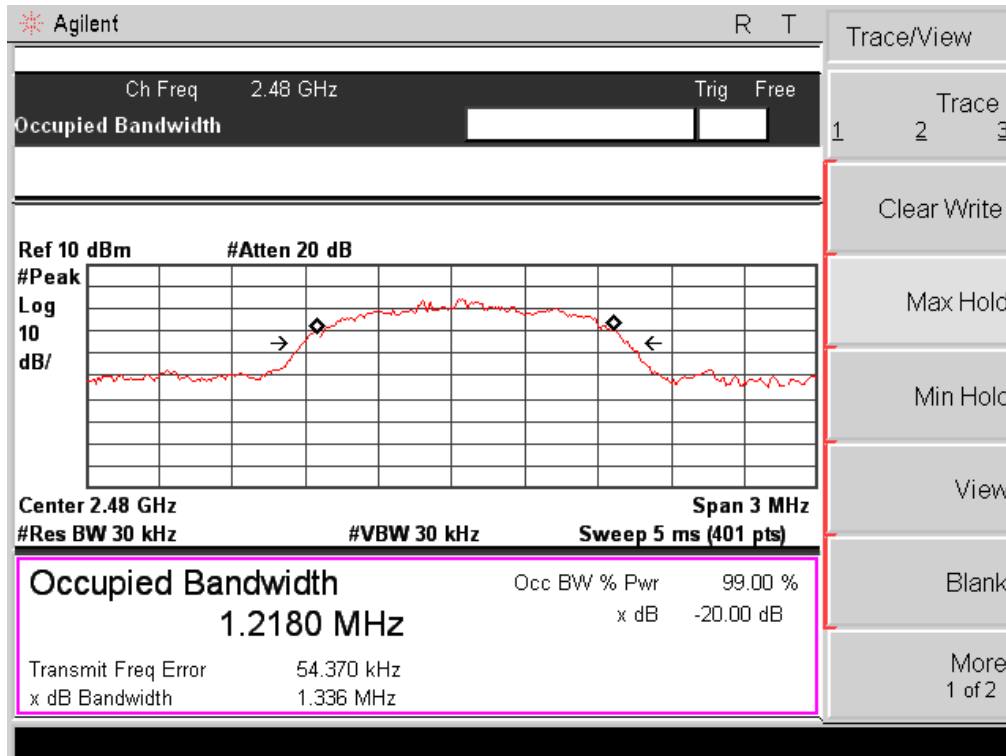 Agilent R T
Trace/View
Ch Freq 2.48 GHz Trig Free
Occupied Bandwidth
Trace
1 2 3
Clear Write
Max Hold
Min Hold
View
Blank
More
1 of 2
Ref 10 dBm #Atten 20 dB
#Peak
Log
10
dB/
Center 2.48 GHz Span 3 MHz
#Res BW 30 kHz #VBW 30 kHz Sweep 5 ms (401 pts)
Occupied Bandwidth Occ BW % Pwr 99.00 %
1.2180 MHz x dB -20.00 dB
Transmit Freq Error 54.370 kHz
x dB Bandwidth 1.336 MHz